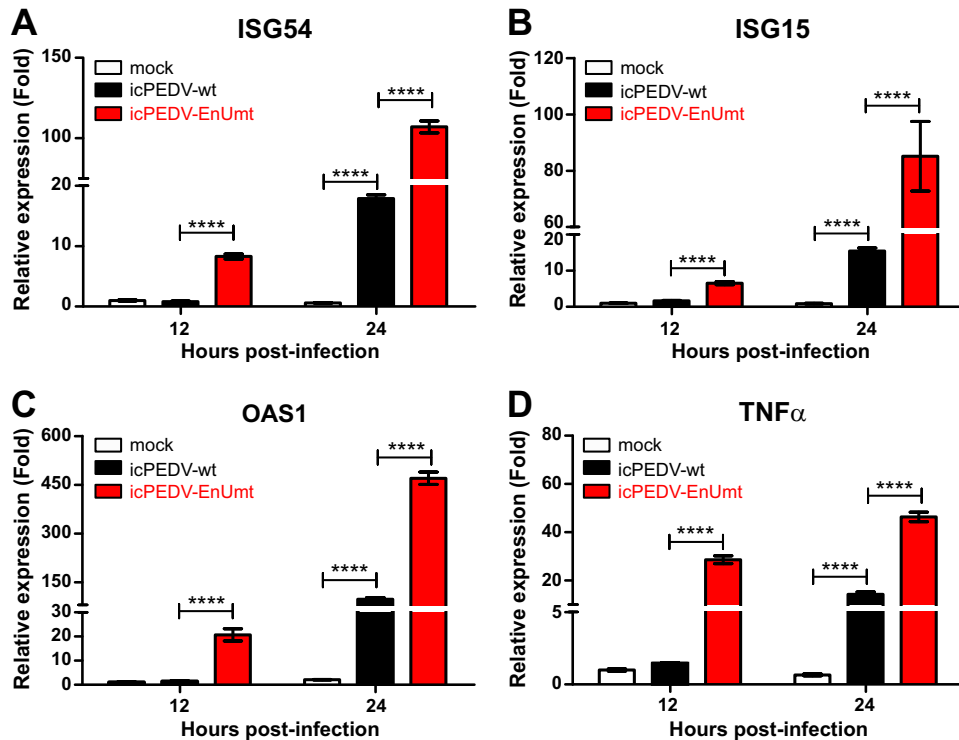 A
ISG54
Relative expression (Fold)
150
100
20
10
0
mock
icPEDV-wt
icPEDV-EnUmt
****
****
****
12
24
Hours post-infection
B
ISG15
Relative expression (Fold)
120
100
80
60
20
10
0
mock
icPEDV-wt
icPEDV-EnUmt
****
****
****
12
24
Hours post-infection
C
OAS1
Relative expression (Fold)
600
450
300
150
30
20
10
0
mock
icPEDV-wt
icPEDV-EnUmt
****
****
****
12
24
Hours post-infection
D
TNFα
Relative expression (Fold)
80
60
40
20
5
0
mock
icPEDV-wt
icPEDV-EnUmt
****
****
****
12
24
Hours post-infection